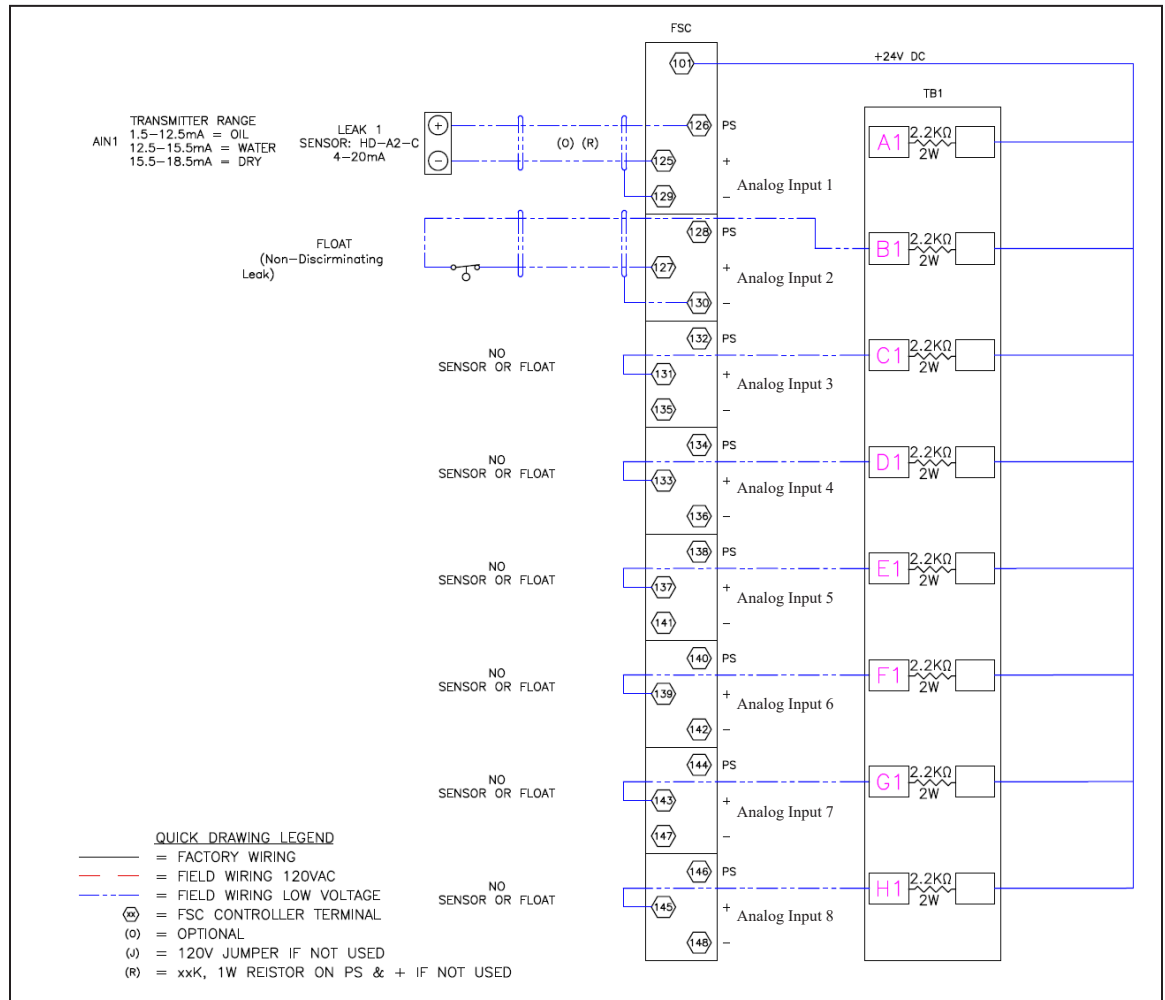 FSC
101
+24V DC
TB1
AIN1
TRANSMITTER RANGE
1.5-12.5mA = OIL
12.5-15.5mA = WATER
15.5-18.5mA = DRY
LEAK 1
SENSOR: HD-A2-C
4-20mA
+
-
(O) (R)
126 PS
125 +
129 -
Analog Input 1
A1 2.2KΩ
2W
FLOAT
(Non-Discirminating
Leak)
128 PS
127 +
130 -
Analog Input 2
B1 2.2KΩ
2W
NO
SENSOR OR FLOAT
132 PS
131 +
135 -
Analog Input 3
C1 2.2KΩ
2W
NO
SENSOR OR FLOAT
134 PS
133 +
136 -
Analog Input 4
D1 2.2KΩ
2W
NO
SENSOR OR FLOAT
138 PS
137 +
141 -
Analog Input 5
E1 2.2KΩ
2W
NO
SENSOR OR FLOAT
140 PS
139 +
142 -
Analog Input 6
F1 2.2KΩ
2W
NO
SENSOR OR FLOAT
144 PS
143 +
147 -
Analog Input 7
G1 2.2KΩ
2W
NO
SENSOR OR FLOAT
146 PS
145 +
148 -
Analog Input 8
H1 2.2KΩ
2W
QUICK DRAWING LEGEND
= FACTORY WIRING
= FIELD WIRING 120VAC
= FIELD WIRING LOW VOLTAGE
xx = FSC CONTROLLER TERMINAL
(O) = OPTIONAL
(J) = 120V JUMPER IF NOT USED
(R) = xxK, 1W REISTOR ON PS & + IF NOT USED